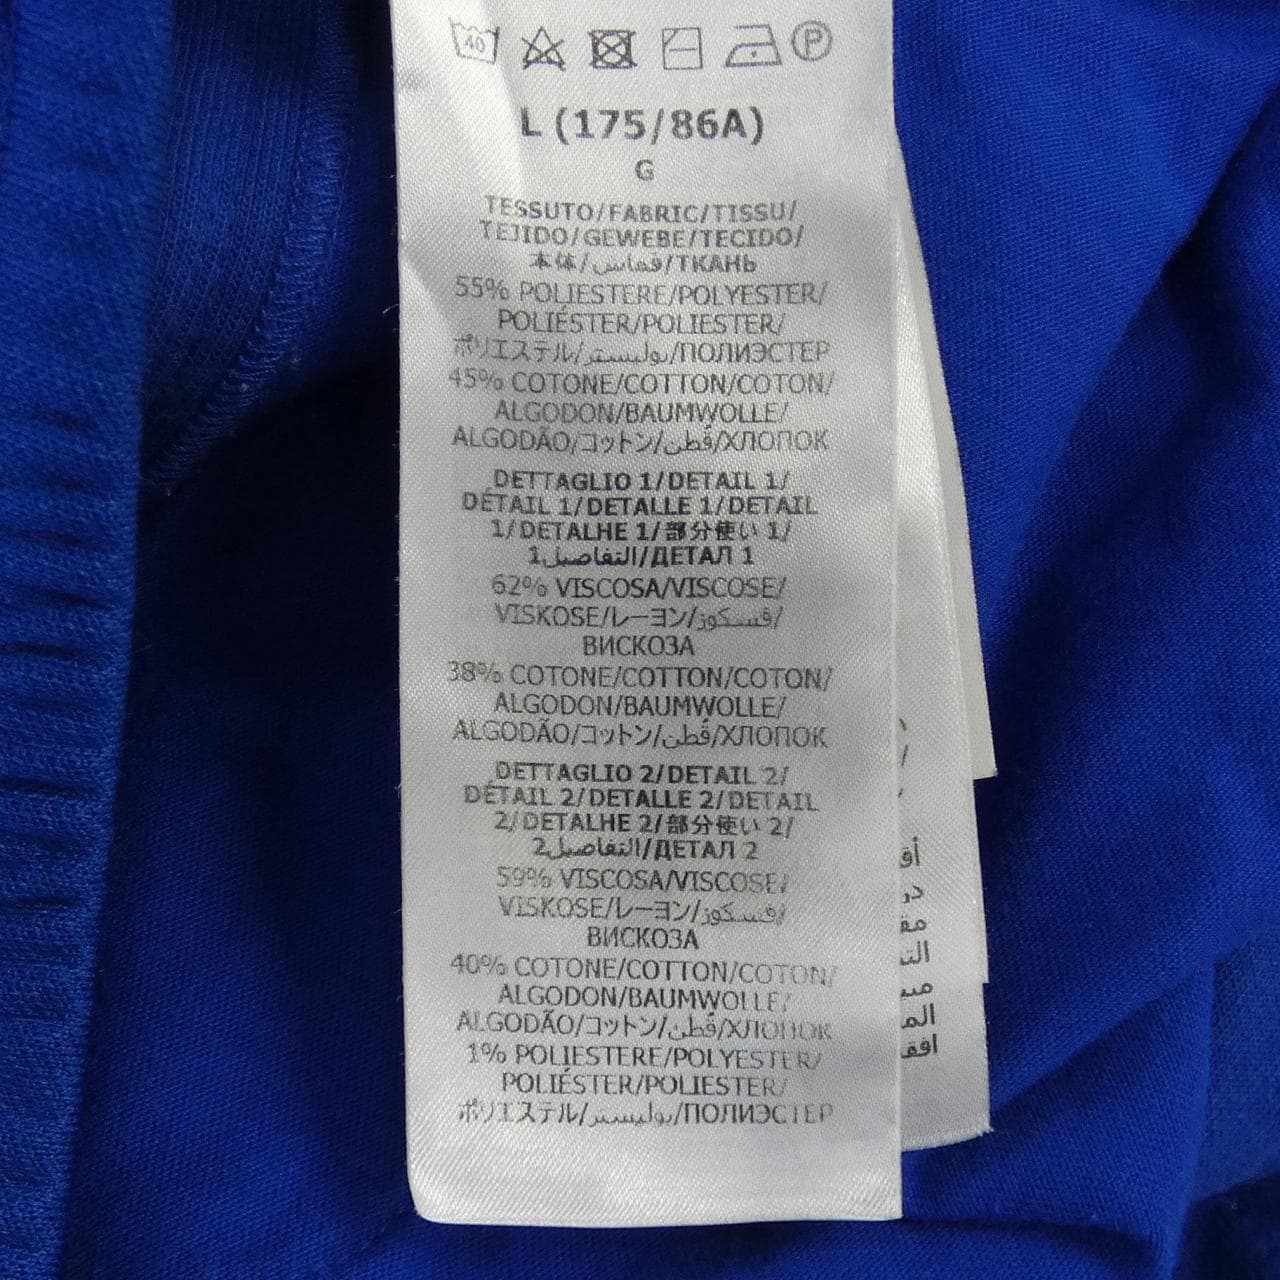 40 P
L (175/86A)
G
TESSUTO/FABRIC/TISSU/
TEJIDO/GEWEBE/TECIDO/
本体/قماس/ТКАНЬ
55% POLIESTERE/POLYESTER/
POLIÉSTER/POLIESTER/
ポリエステル/بوليستر/ПОЛИЭСТЕР
45% COTONE/COTTON/COTON/
ALGODON/BAUMWOLLE/
ALGODÃO/コットン/قُطن/ХЛОПОК
DETTAGLIO 1/DETAIL 1/
DÉTAIL 1/DETALLE 1/DETAIL
1/DETALHE 1/部分使い 1/
التفاصيل1/ДЕТАЛ 1
62% VISCOSA/VISCOSE/
VISKOSE/レーヨン/فسكوز/
ВИСКОЗА
38% COTONE/COTTON/COTON/
ALGODON/BAUMWOLLE/
ALGODÃO/コットン/قُطن/ХЛОПОК
DETTAGLIO 2/DETAIL 2/
DÉTAIL 2/DETALLE 2/DETAIL
2/DETALHE 2/部分使い 2/
التفاصيل2/ДЕТАЛ 2
59% VISCOSA/VISCOSE/
VISKOSE/レーヨン/فسكوز/
ВИСКОЗА
40% COTONE/COTTON/COTON/
ALGODON/BAUMWOLLE/
ALGODÃO/コットン/قُطن/ХЛОПОК
1% POLIESTERE/POLYESTER/
POLIÉSTER/POLIESTER/
ポリエステル/بوليستر/ПОЛИЭСТЕР